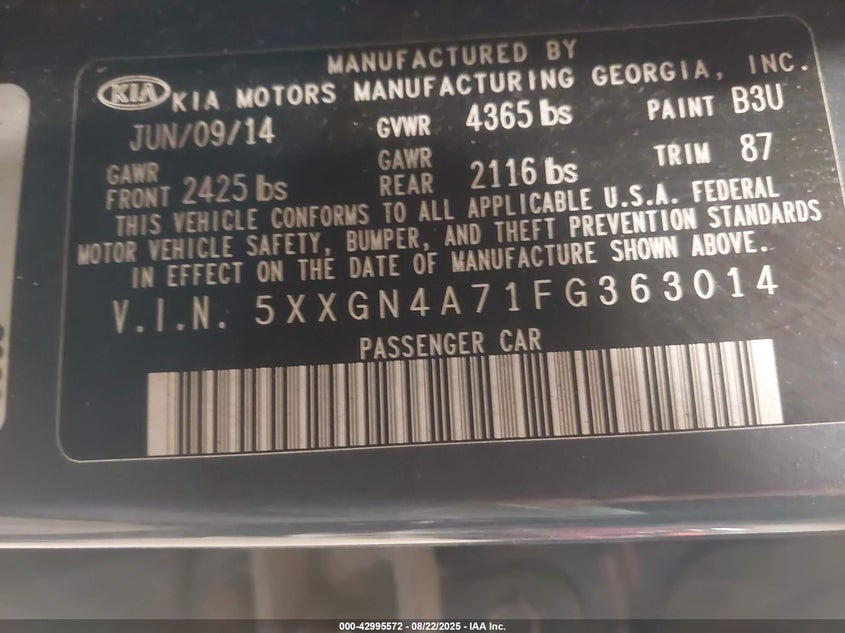 MANUFACTURED BY
KIA KIA MOTORS MANUFACTURING GEORGIA, INC.
JUN/09/14 GVWR 4365 lbs PAINT B3U
GAWR FRONT 2425 lbs GAWR REAR 2116 lbs TRIM 87
THIS VEHICLE CONFORMS TO ALL APPLICABLE U.S.A. FEDERAL
MOTOR VEHICLE SAFETY, BUMPER, AND THEFT PREVENTION STANDARDS
IN EFFECT ON THE DATE OF MANUFACTURE SHOWN ABOVE.
V.I.N. 5XXGN4A71FG363014
PASSENGER CAR
000-42995572 - 08/22/2025 - IAA Inc.